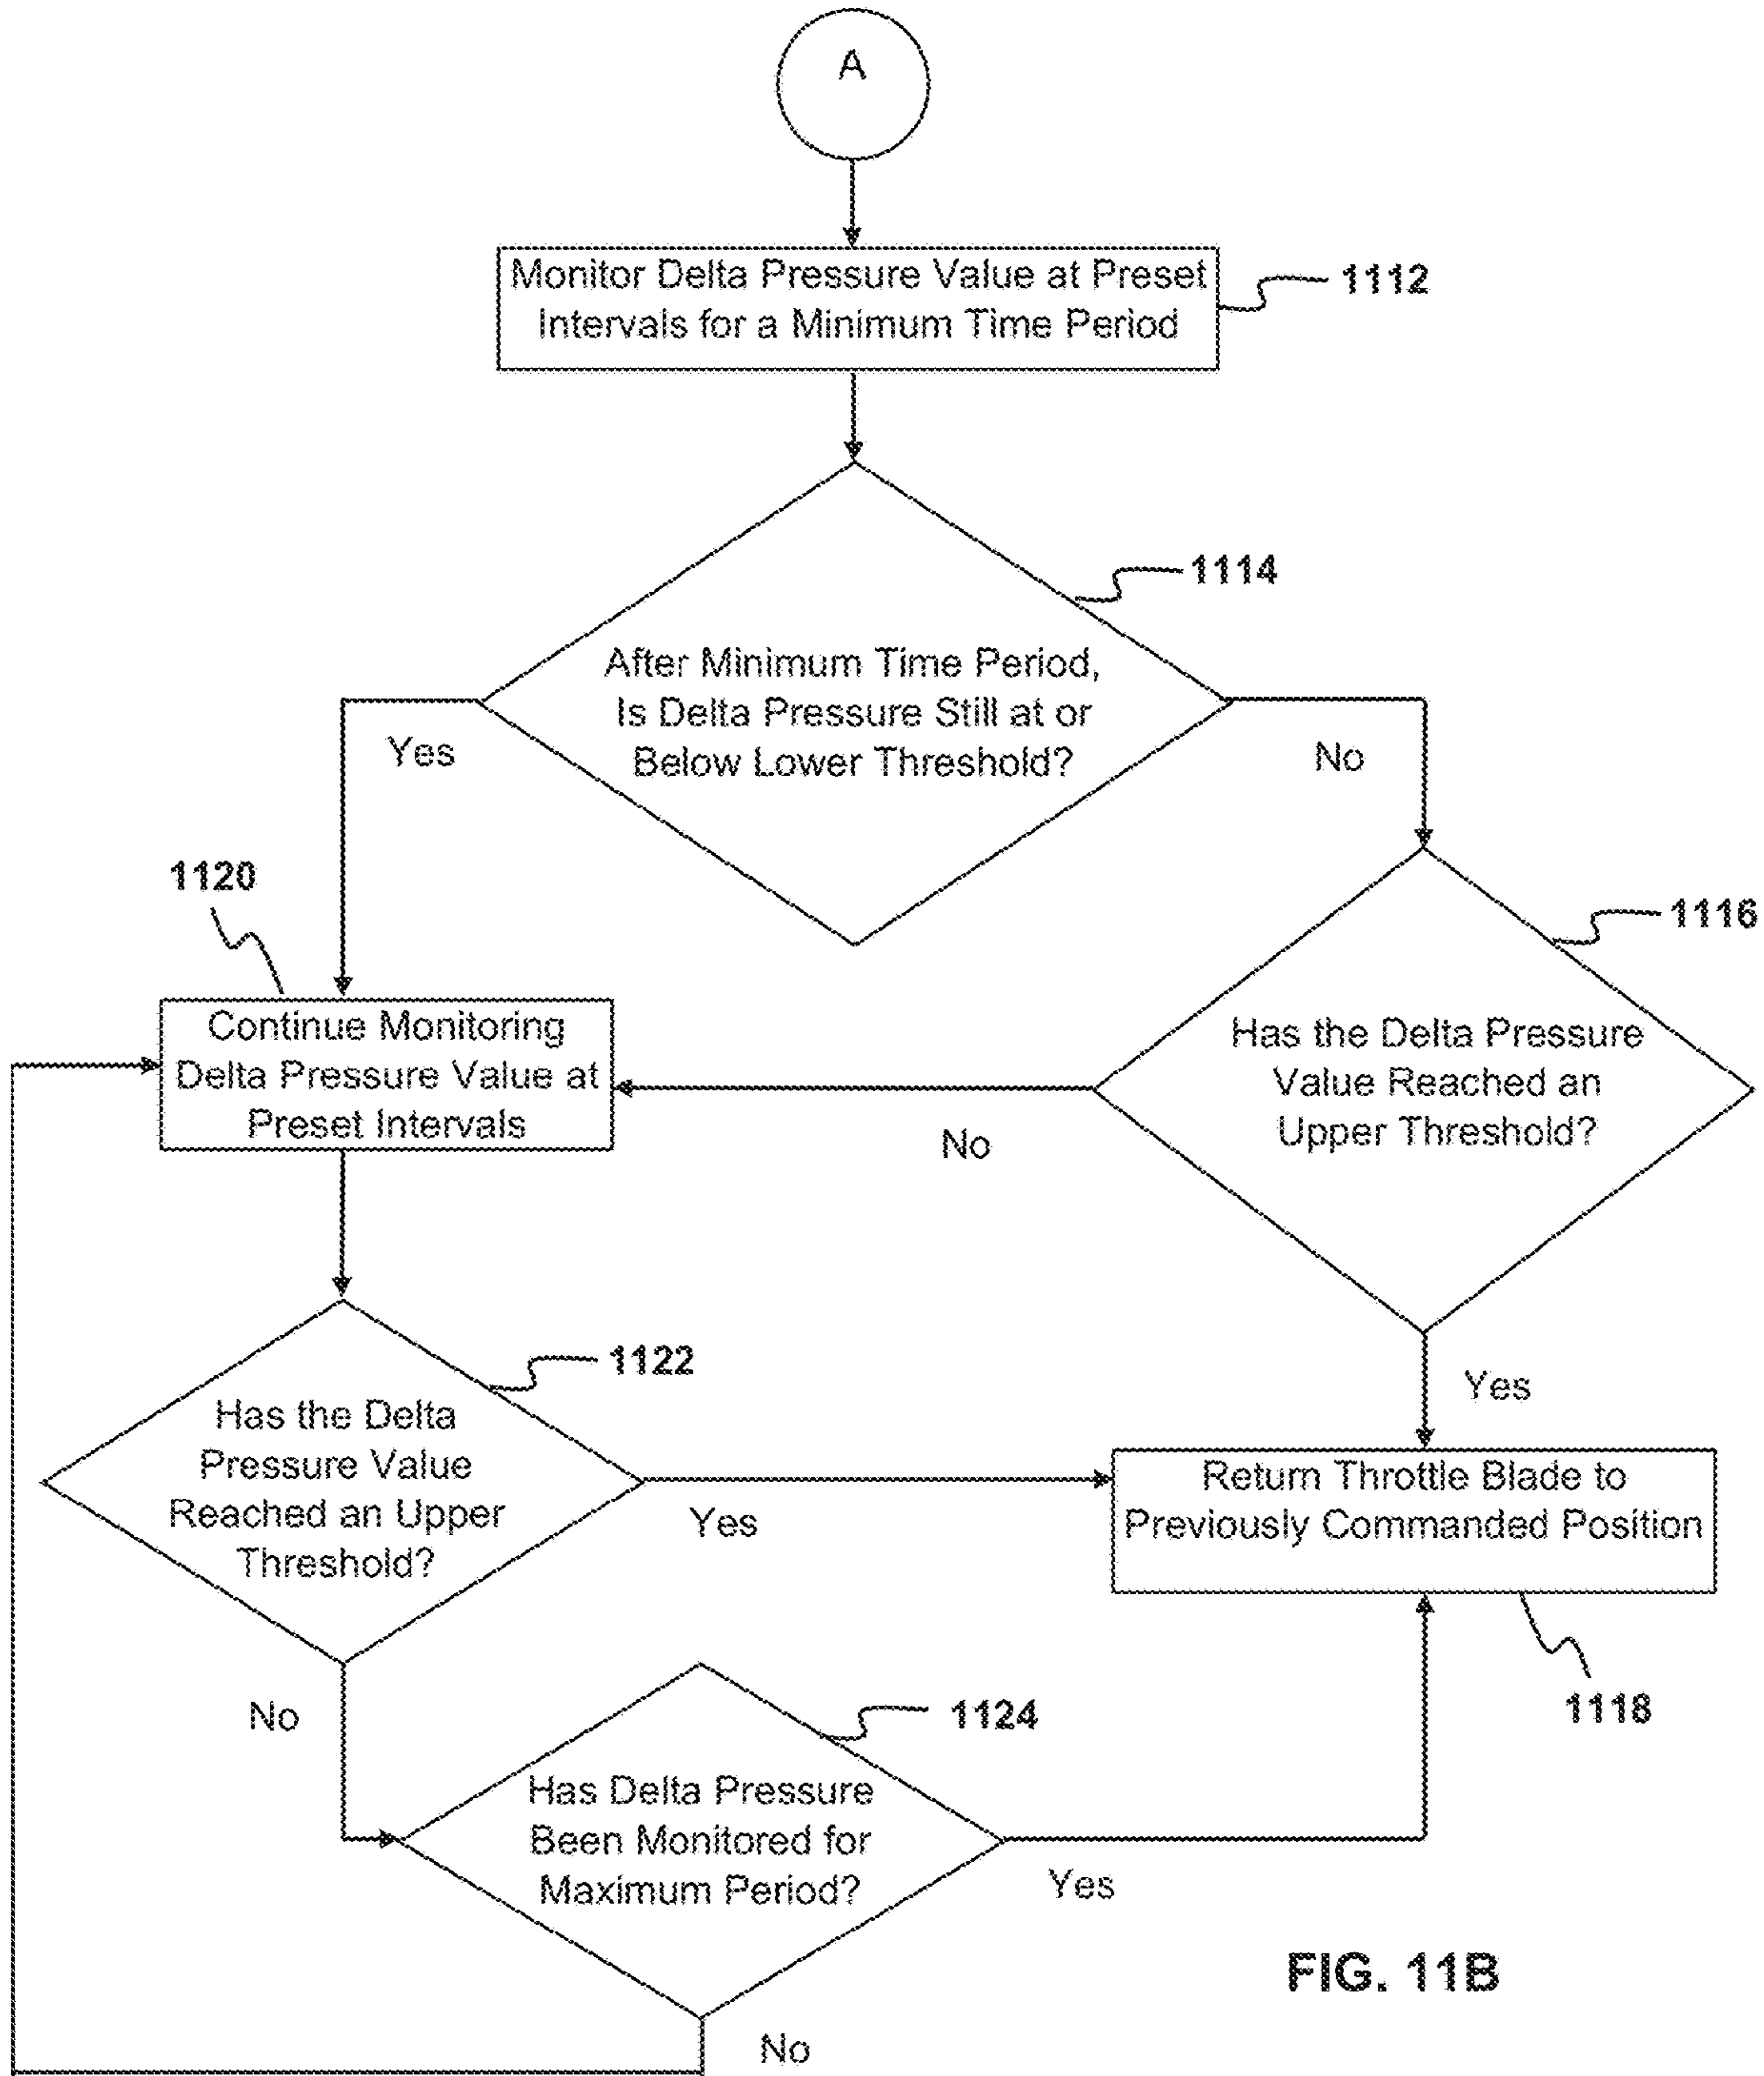 A
Monitor Delta Pressure Value at Preset
Intervals for a Minimum Time Period
1112
1114
After Minimum Time Period,
Is Delta Pressure Still at or
Below Lower Threshold?
Yes
No
1120
1116
Continue Monitoring
Delta Pressure Value at
Preset Intervals
Has the Delta Pressure
Value Reached an
Upper Threshold?
No
Yes
1122
Has the Delta
Pressure Value
Reached an Upper
Threshold?
Yes
Return Throttle Blade to
Previously Commanded Position
1118
No
1124
Has Delta Pressure
Been Monitored for
Maximum Period?
Yes
No
FIG. 11B